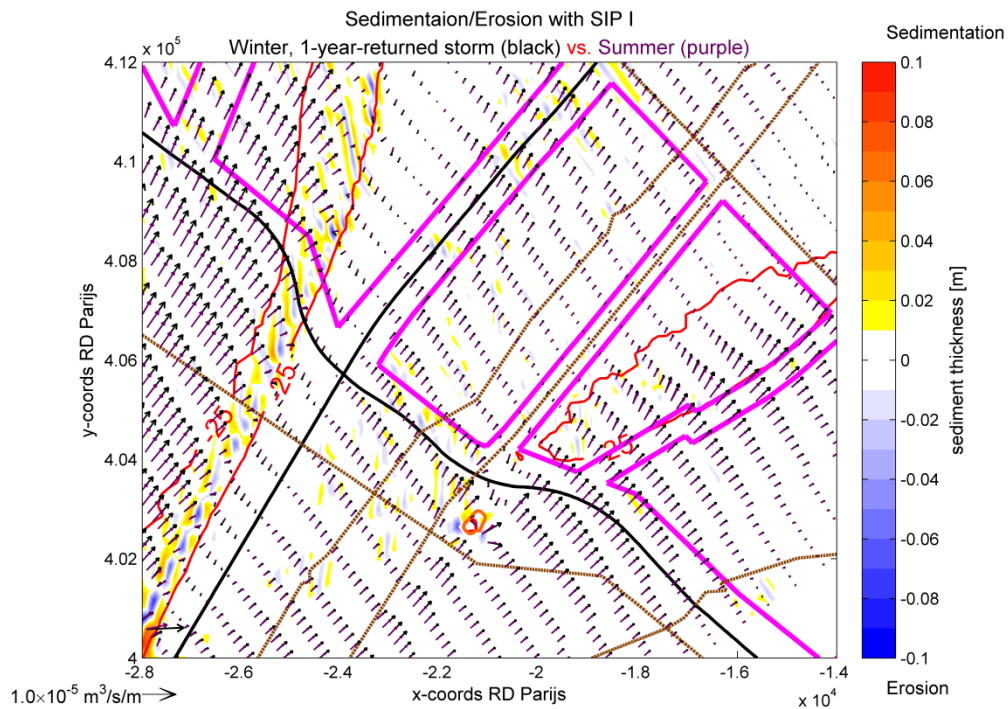 Sedimentaion/Erosion with SIP I
Winter, 1-year-returned storm (black) vs. Summer (purple)
Sedimentation
x 10^5
4.12
4.1
4.08
4.06
4.04
4.02
4
y-coords RD Parijs
-25
-25
-25
-2.8
-2.6
-2.4
-2.2
-2
-1.8
-1.6
-1.4
x 10^4
x-coords RD Parijs
1.0×10^-5 m^3/s/m
0.1
0.08
0.06
0.04
0.02
0
-0.02
-0.04
-0.06
-0.08
-0.1
sediment thickness [m]
Erosion